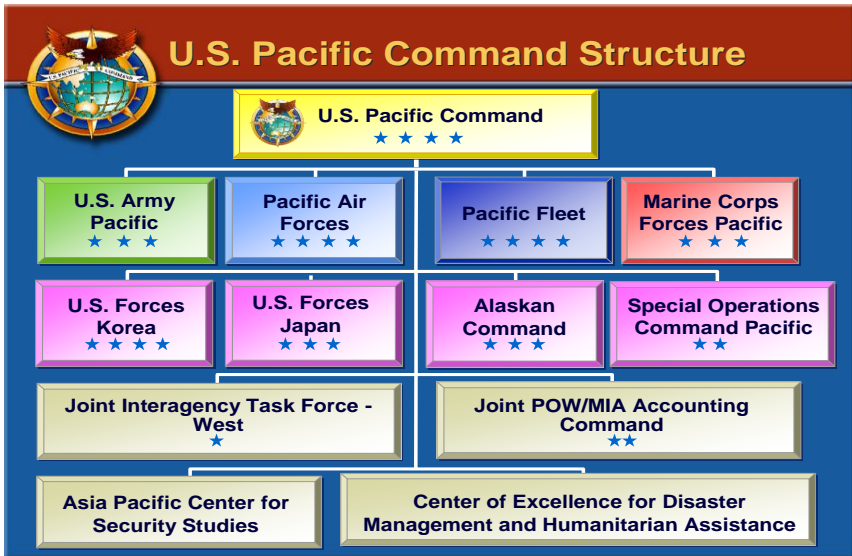 U.S. Pacific Command Structure
U.S. PACIFIC COMMAND
U.S. Pacific Command
★ ★ ★ ★
U.S. Army
Pacific
★ ★ ★
Pacific Air
Forces
★ ★ ★ ★
Pacific Fleet
★ ★ ★ ★
Marine Corps
Forces Pacific
★ ★ ★
U.S. Forces
Korea
★ ★ ★ ★
U.S. Forces
Japan
★ ★ ★
Alaskan
Command
★ ★ ★
Special Operations
Command Pacific
★ ★
Joint Interagency Task Force -
West
★
Joint POW/MIA Accounting
Command
★★
Asia Pacific Center for
Security Studies
Center of Excellence for Disaster
Management and Humanitarian Assistance